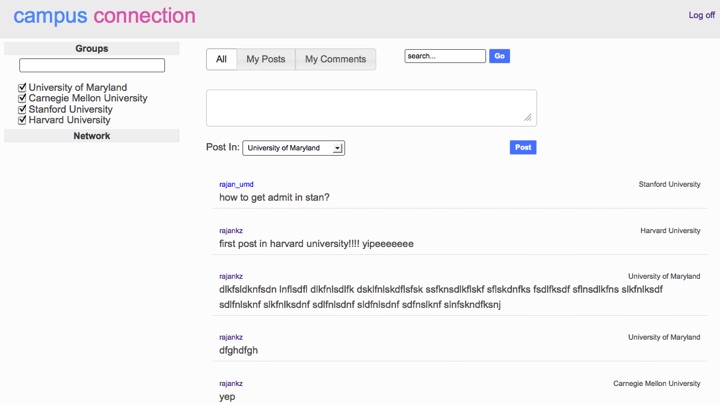 campus connection
Log off
Groups
University of Maryland
Carnegie Mellon University
Stanford University
Harvard University
Network
All
My Posts
My Comments
search...
Go
Post In:
University of Maryland
Post
rajan_umd
Stanford University
how to get admit in stan?
rajankz
Harvard University
first post in harvard university!!!! yipeeeeeee
rajankz
University of Maryland
dlkfsldknfsdn lnflsdfl dlkfnlsdlfk dsklfnlskdflsfsk ssfknsdlkflskf sflskdnfks fsdlfksdf sflnsdlkfns slkfnlksdf
sdlfnlsknf slkfnlksdnf sdlfnlsdnf sldfnlsdnf sdfnslknf slnfskndfksnj
rajankz
University of Maryland
dfghdfgh
rajankz
Carnegie Mellon University
yep